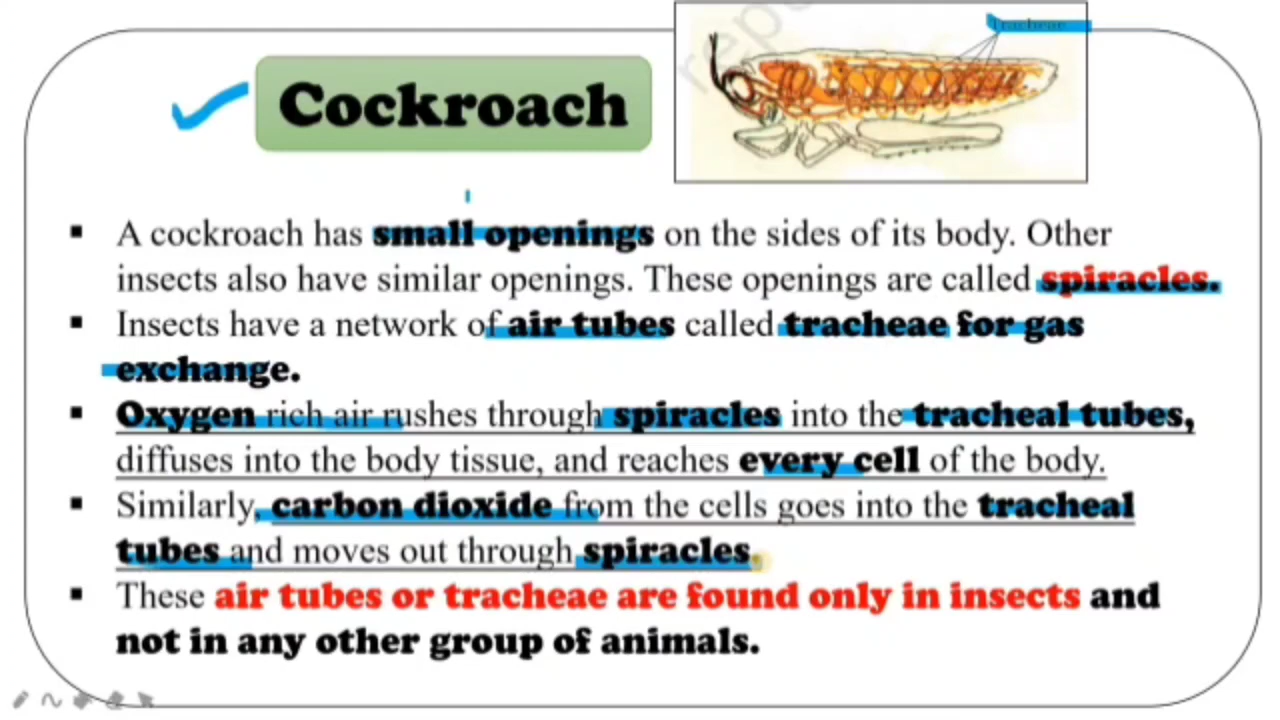 Tracheae
Cockroach
A cockroach has small openings on the sides of its body. Other
insects also have similar openings. These openings are called spiracles.
Insects have a network of air tubes called tracheae for gas
exchange.
Oxygen rich air rushes through spiracles into the tracheal tubes,
diffuses into the body tissue, and reaches every cell of the body.
Similarly, carbon dioxide from the cells goes into the tracheal
tubes and moves out through spiracles.
These air tubes or tracheae are found only in insects and
not in any other group of animals.